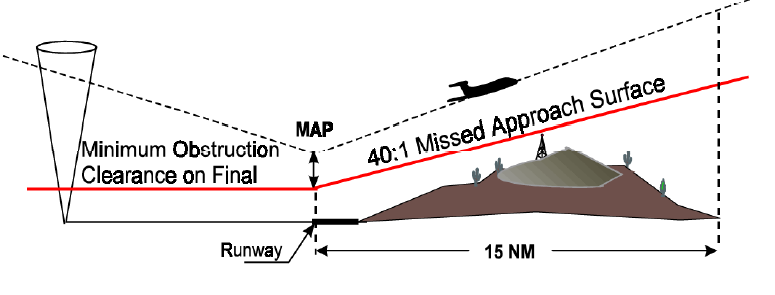 MAP
Minimum Obstruction
Clearance on Final
40:1 Missed Approach Surface
Runway
15 NM